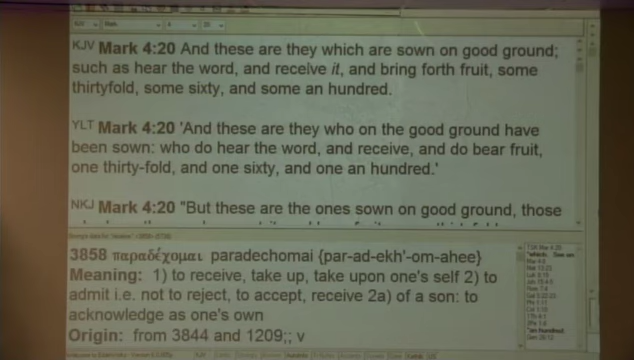 KJV Mark 4:20 And these are they which are sown on good ground;
such as hear the word, and receive it, and bring forth fruit, some
thirtyfold, some sixty, and some an hundred.
YLT Mark 4:20 'And these are they who on the good ground have
been sown: who do hear the word, and receive, and do bear fruit,
one thirty-fold, and one sixty, and one an hundred.'
NKJ Mark 4:20 "But these are the ones sown on good ground, those
3858 παραδέχομαι paradechomai {par-ad-ekh'-om-ahee}
Meaning: 1) to receive, take up, take upon one's self 2) to
admit i.e. not to reject, to accept, receive 2a) of a son: to
acknowledge as one's own
Origin: from 3844 and 1209;; v